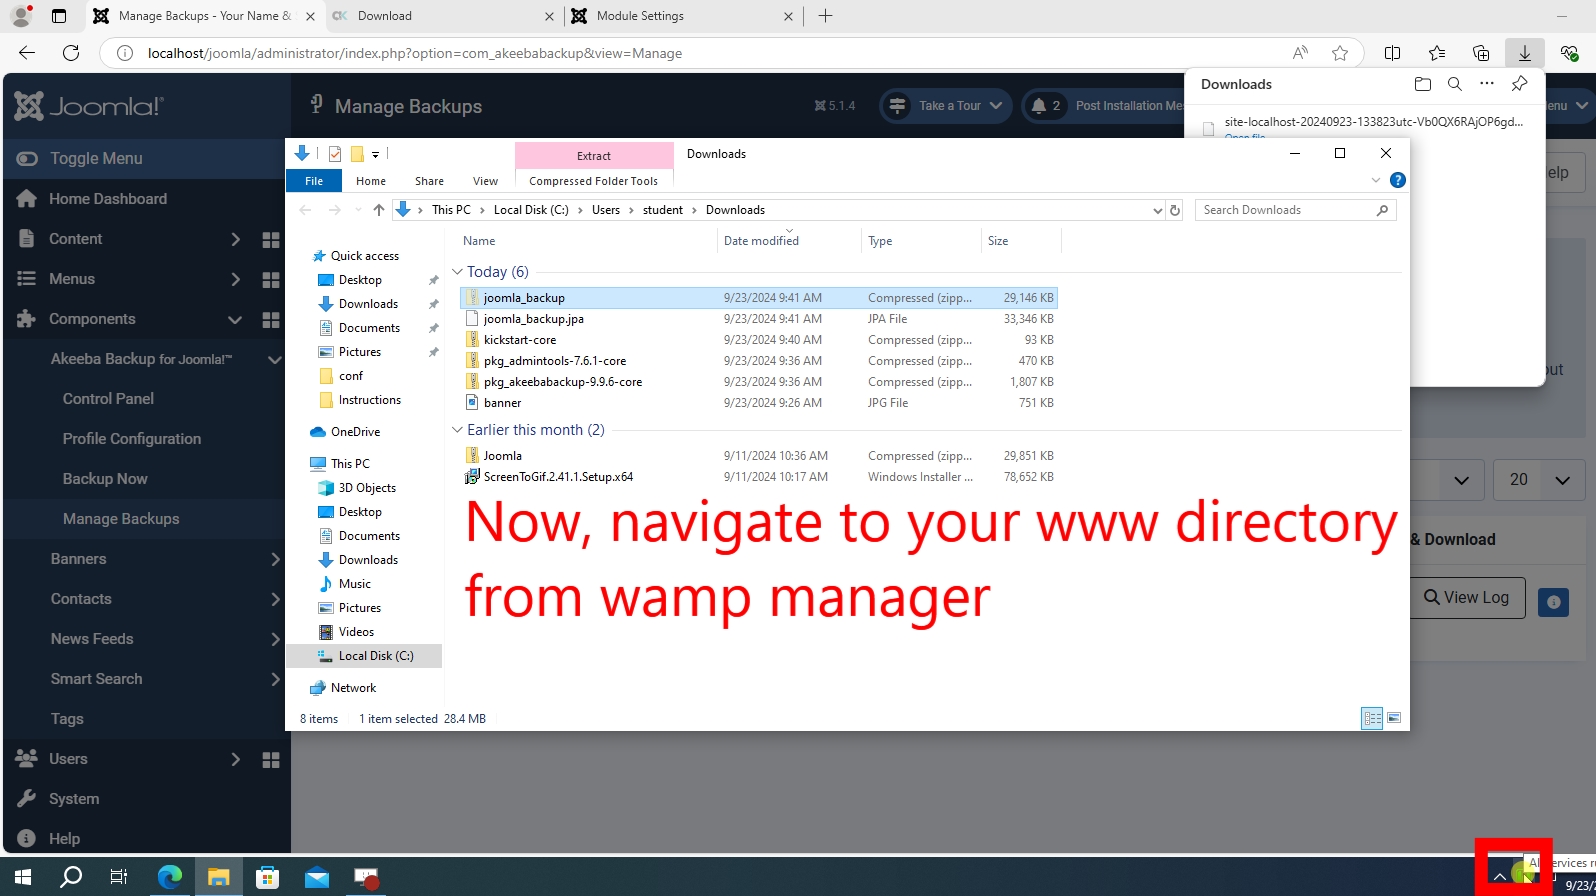 Manage Backups - Your Name &
Download
Module Settings
localhost/joomla/administrator/index.php?option=com_akeebabackup&view=Manage
Joomla!
Manage Backups
5.1.4
Take a Tour
2
Post Installation Mes
enu
Downloads
site-localhost-20240923-133823utc-Vb0QX6RAjOP6gd...
Open file
Toggle Menu
Home Dashboard
Content
Menus
Components
Akeeba Backup for Joomla!™
Control Panel
Profile Configuration
Backup Now
Manage Backups
Banners
Contacts
News Feeds
Smart Search
Tags
Users
System
Help
Extract
Downloads
File
Home
Share
View
Compressed Folder Tools
This PC > Local Disk (C:) > Users > student > Downloads
Search Downloads
Quick access
Desktop
Downloads
Documents
Pictures
conf
Instructions
OneDrive
This PC
3D Objects
Desktop
Documents
Downloads
Music
Pictures
Videos
Local Disk (C:)
Network
Name Date modified Type Size
Today (6)
joomla_backup 9/23/2024 9:41 AM Compressed (zipp... 29,146 KB
joomla_backup.jpa 9/23/2024 9:41 AM JPA File 33,346 KB
kickstart-core 9/23/2024 9:40 AM Compressed (zipp... 93 KB
pkg_admintools-7.6.1-core 9/23/2024 9:36 AM Compressed (zipp... 470 KB
pkg_akeebabackup-9.9.6-core 9/23/2024 9:36 AM Compressed (zipp... 1,807 KB
banner 9/23/2024 9:26 AM JPG File 751 KB
Earlier this month (2)
Joomla 9/11/2024 10:36 AM Compressed (zipp... 29,851 KB
ScreenToGif.2.41.1.Setup.x64 9/11/2024 10:17 AM Windows Installer ... 78,652 KB
Now, navigate to your www directory
from wamp manager
8 items 1 item selected 28.4 MB
elp
out
20
& Download
View Log
services ru
9/23/